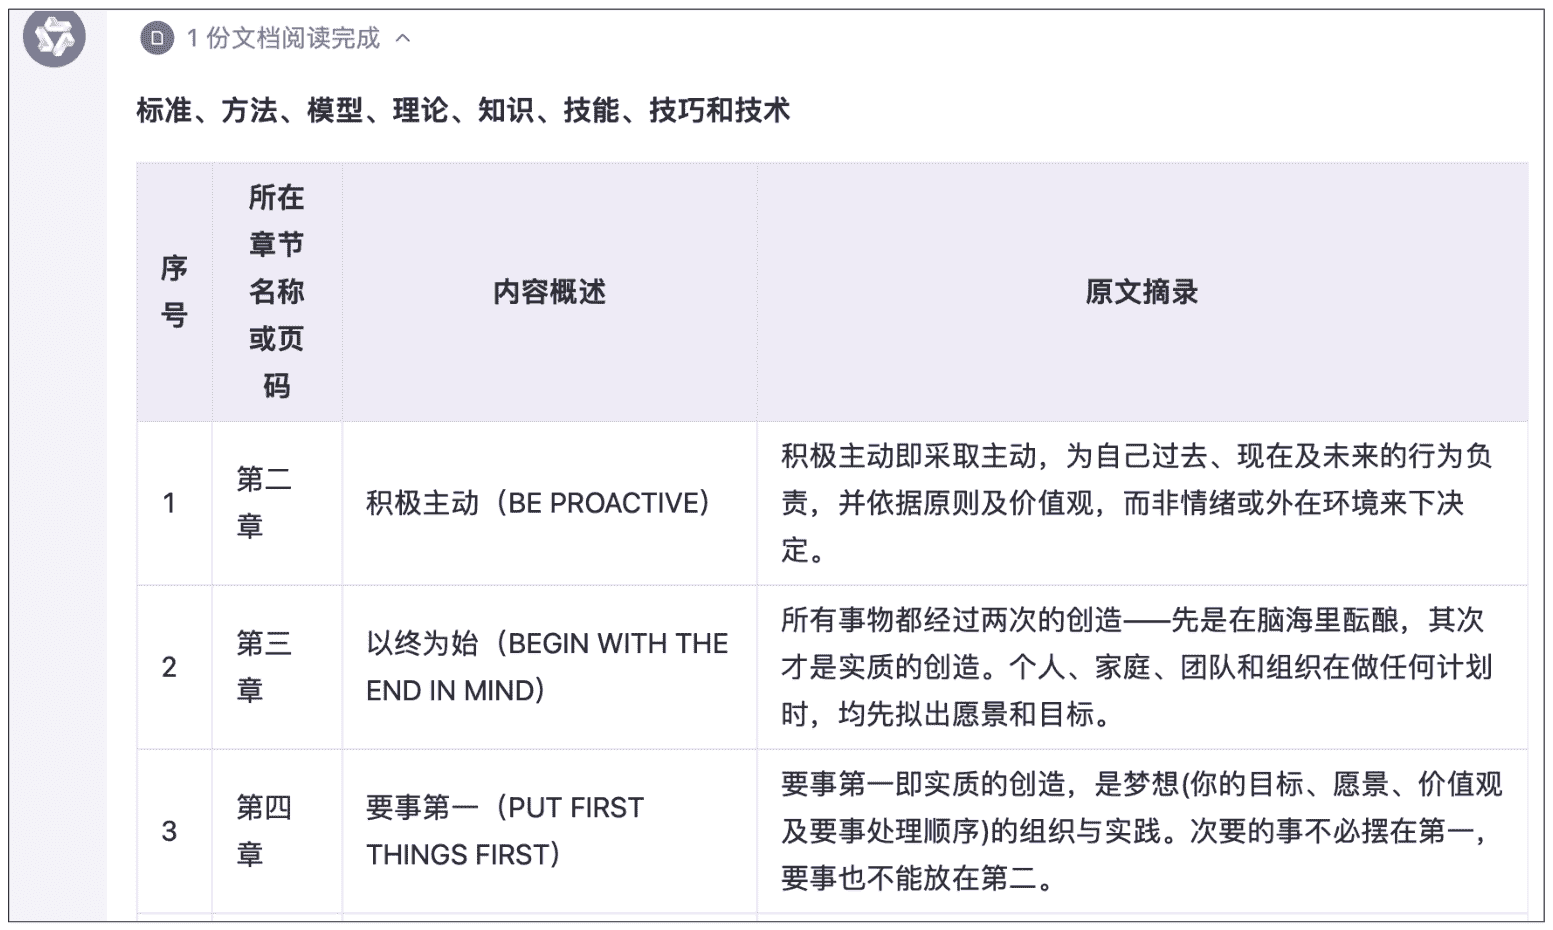 1 份文档阅读完成
标准、方法、模型、理论、知识、技能、技巧和技术
序
号
所在
章节
名称
或页
码
内容概述
原文摘录
1
第二
章
积极主动（BE PROACTIVE）
积极主动即采取主动，为自己过去、现在及未来的行为负
责，并依据原则及价值观，而非情绪或外在环境来下决
定。
2
第三
章
以终为始（BEGIN WITH THE
END IN MIND）
所有事物都经过两次的创造——先是在脑海里酝酿，其次
才是实质的创造。个人、家庭、团队和组织在做任何计划
时，均先拟出愿景和目标。
3
第四
章
要事第一（PUT FIRST
THINGS FIRST）
要事第一即实质的创造，是梦想(你的目标、愿景、价值观
及要事处理顺序)的组织与实践。次要的事不必摆在第一，
要事也不能放在第二。